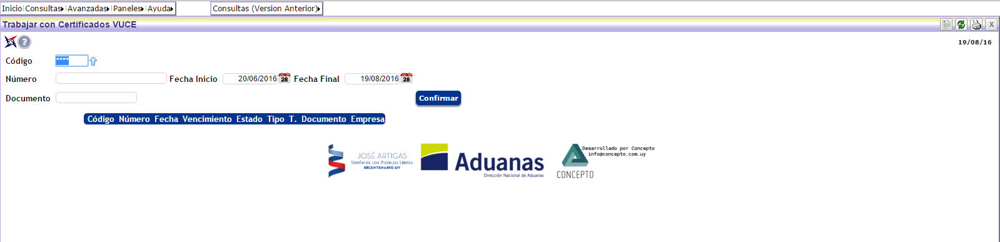 Inicio Consultas Avanzadas Paneles Ayuda Consultas (Version Anterior)
Trabajar con Certificados VUCE X
? 19/08/16
Código ****
Número Fecha Inicio 20/06/2016 28 Fecha Final 19/08/2016 28
Documento Confirmar
Código Número Fecha Vencimiento Estado Tipo T. Documento Empresa
JOSÉ ARTIGAS
UNIÓN DE LOS PUEBLOS LIBRES
BICENTENARIO.UY
Aduanas
Dirección Nacional de Aduanas
Desarrollado por Concepto
info@concepto.com.uy
CONCEPTO